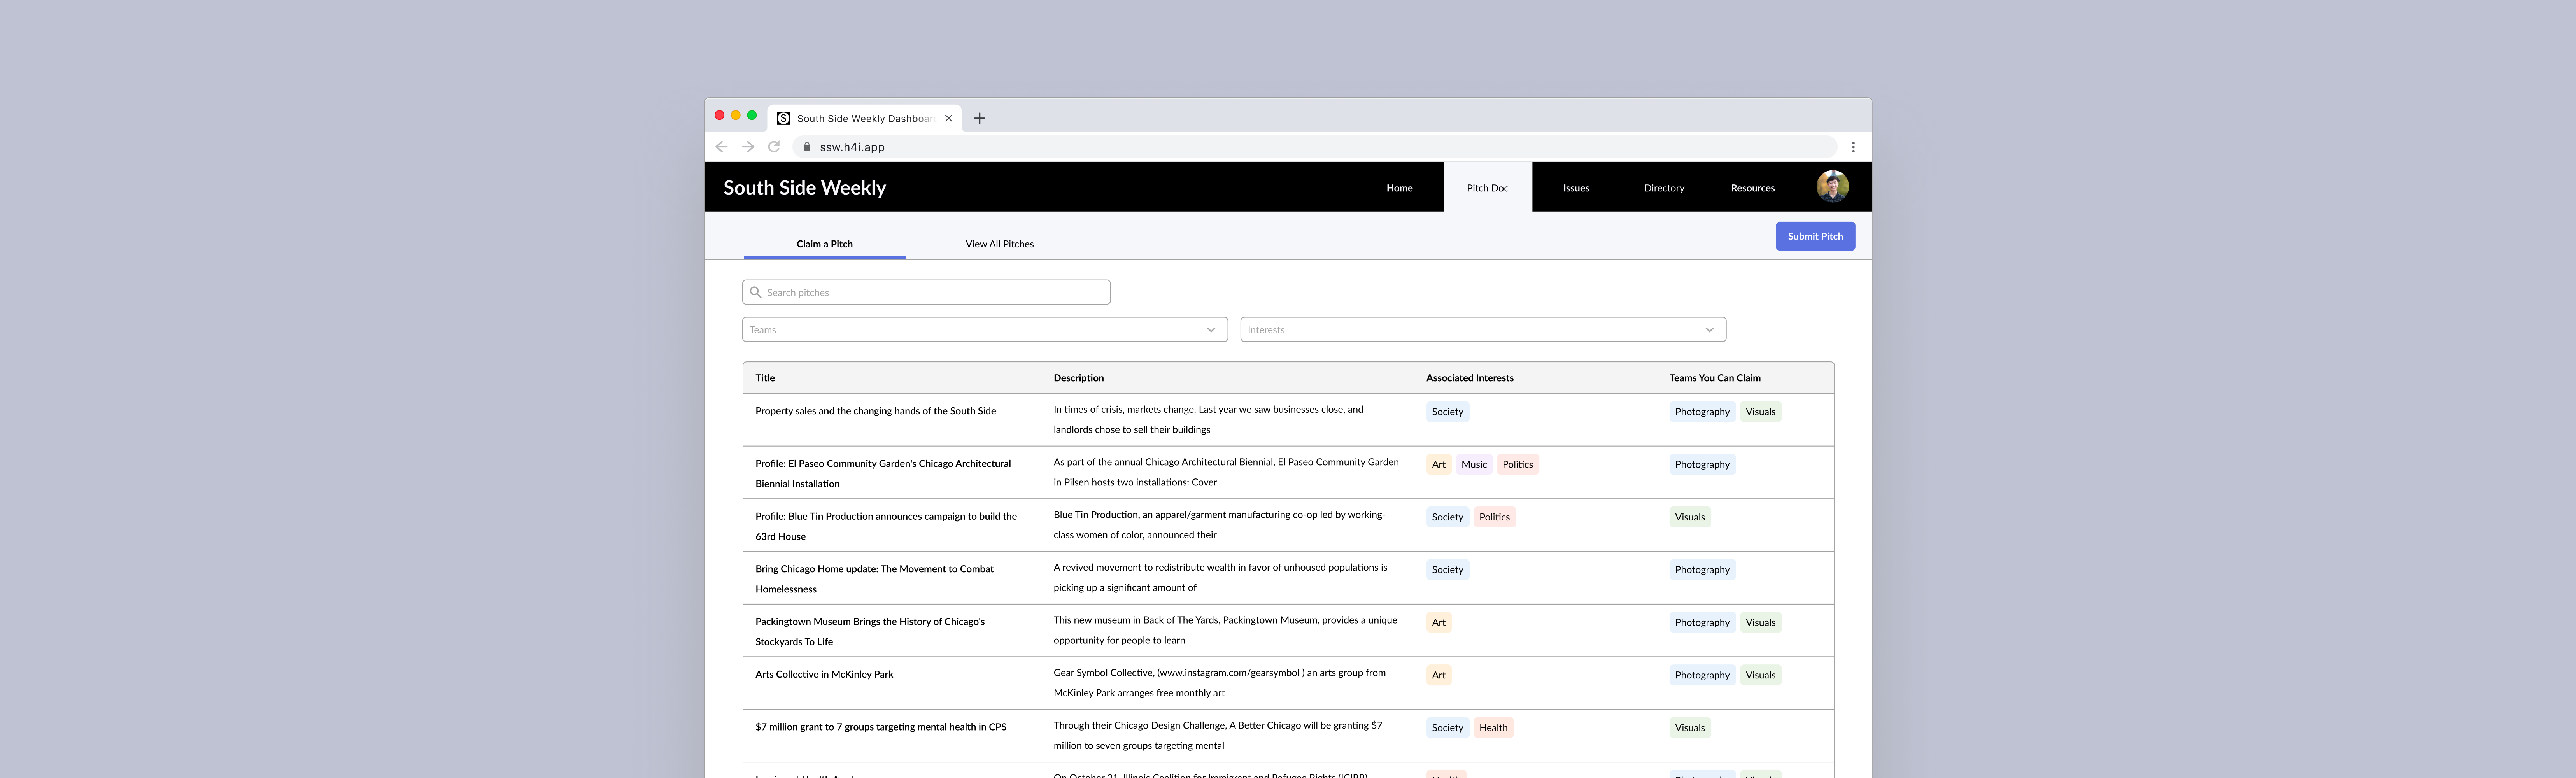 South Side Weekly Dashboar
ssw.h4i.app
South Side Weekly
Home
Pitch Doc
Issues
Directory
Resources
Claim a Pitch
View All Pitches
Submit Pitch
Search pitches
Teams
Interests
Title
Description
Associated Interests
Teams You Can Claim
Property sales and the changing hands of the South Side
In times of crisis, markets change. Last year we saw businesses close, and
landlords chose to sell their buildings
Society
Photography
Visuals
Profile: El Paseo Community Garden's Chicago Architectural
Biennial Installation
As part of the annual Chicago Architectural Biennial, El Paseo Community Garden
in Pilsen hosts two installations: Cover
Art
Music
Politics
Photography
Profile: Blue Tin Production announces campaign to build the
63rd House
Blue Tin Production, an apparel/garment manufacturing co-op led by working-
class women of color, announced their
Society
Politics
Visuals
Bring Chicago Home update: The Movement to Combat
Homelessness
A revived movement to redistribute wealth in favor of unhoused populations is
picking up a significant amount of
Society
Photography
Packingtown Museum Brings the History of Chicago's
Stockyards To Life
This new museum in Back of The Yards, Packingtown Museum, provides a unique
opportunity for people to learn
Art
Photography
Visuals
Arts Collective in McKinley Park
Gear Symbol Collective, (www.instagram.com/gearsymbol ) an arts group from
McKinley Park arranges free monthly art
Art
Photography
Visuals
$7 million grant to 7 groups targeting mental health in CPS
Through their Chicago Design Challenge, A Better Chicago will be granting $7
million to seven groups targeting mental
Society
Health
Visuals
On October 21, Illinois Coalition for Immigrant and Refugee Rights (ICIRR)